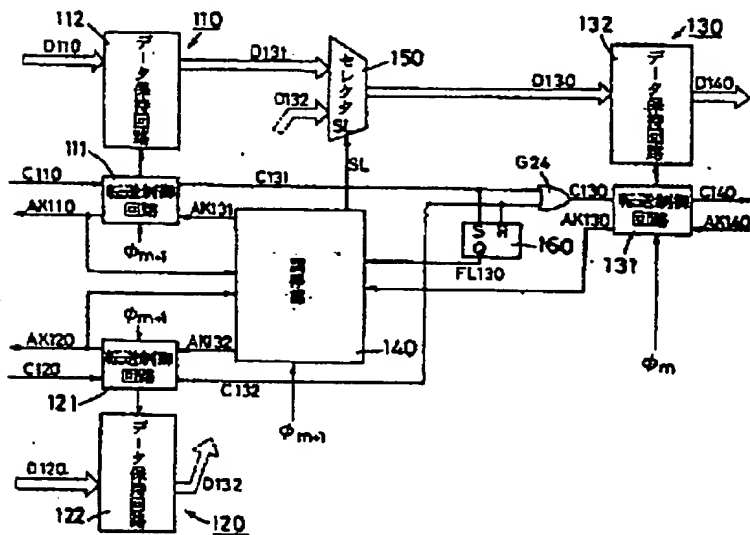 112
110
132
130
D110
データ保持回路
D131
セレクタ
SL
150
D132
D130
データ保持回路
D140
111
SL
G24
C110
転送制御回路
C131
C130
転送制御回路
C140
AK110
AK131
S
R
Q
160
AK130
AK140
131
φm+1
FL130
φm+1
AK120
転送制御回路
AK132
140
φm
C120
C132
121
φm+1
D120
データ保持回路
D132
122
120